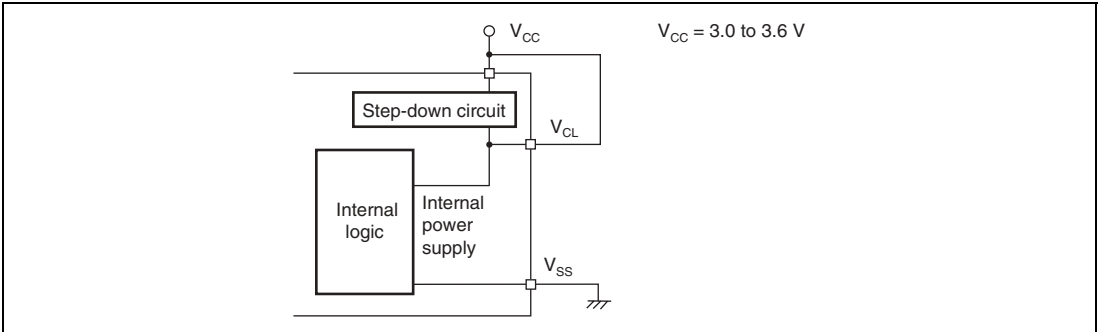 V_CC
V_CC = 3.0 to 3.6 V
Step-down circuit
V_CL
Internal
logic
Internal
power
supply
V_SS